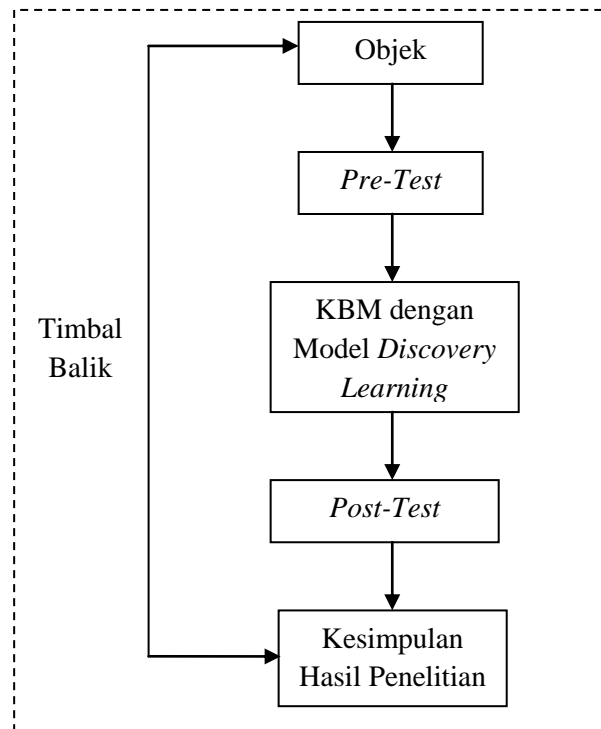 Objek
Pre-Test
KBM dengan
Model Discovery
Learning
Timbal
Balik
Post-Test
Kesimpulan
Hasil Penelitian